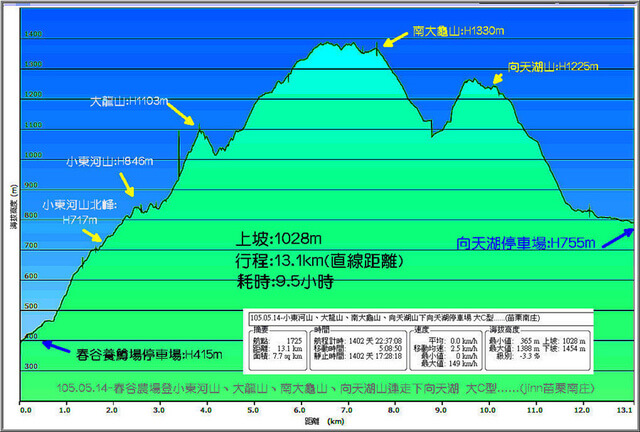 1400
南大龜山:H1330m
1300
向天湖山:H1225m
1200
大龍山:H1103m
1100
1000
小東河山:H846m
900
小東河山北峰:
H717m
海拔高度 (m)
800
上坡:1028m
向天湖停車場:H755m
700
行程:13.1km(直線距離)
耗時:9.5小時
600
500
105.05.14-小東河山、大龍山、南大龜山、向天湖山下向天湖停車場 大C型.....(苗栗南庄)
摘要 時間 速度 海拔高度
航點: 1725 航程計時: 1402 天 22:37:08 平均: 0.0 km/h 最小值: 365 m 上坡: 1028 m
距離: 13.1 km 移動時間: 5:08:50 移動均速: 2.5 km/h 最大值: 1388 m 下坡: 1454 m
面積: 7.7 sq km 靜止時間: 1402 天 17:28:18 最小值: 0 km/h 級別: -3.3 %
最大值: 149 km/h
400
春谷養鱒場停車場:H415m
300
105.05.14-春谷農場登小東河山、大龍山、南大龜山、向天湖山連走下向天湖 大C型......(jinn苗栗南庄)
0.0 1.0 2.0 3.0 4.0 5.0 6.0 7.0 8.0 9.0 10.0 11.0 12.0 13.1
距離 (km)